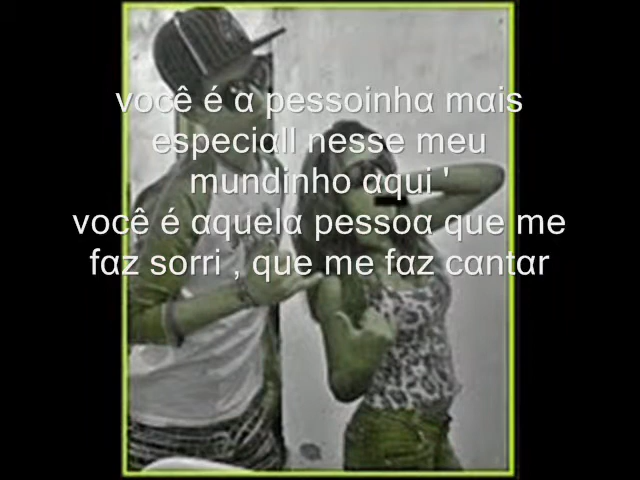 você é α pessoinhα mαis
especiαll nesse meu
mundinho αqui '
você é αquelα pessoα que me
fαz sorri , que me fαz cαntαr